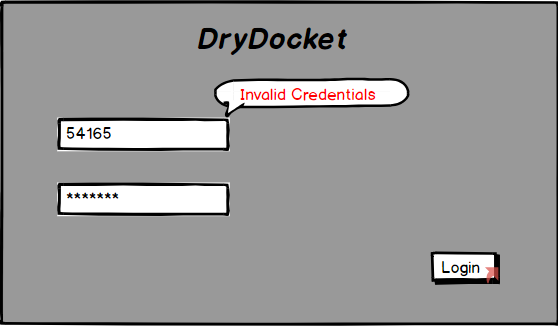 DryDocket
Invalid Credentials
54165
*******
Login